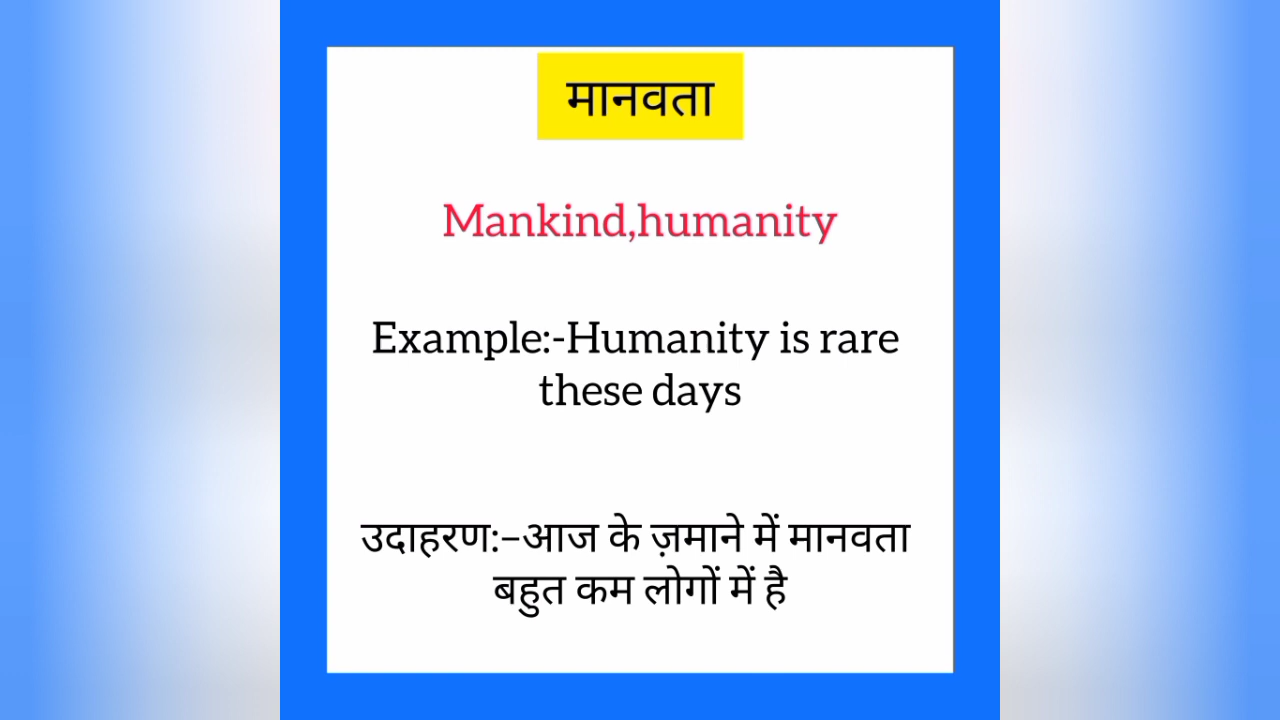 मानवता
Mankind,humanity
Example:-Humanity is rare
these days
उदाहरण:–आज के ज़माने में मानवता
बहुत कम लोगों में है